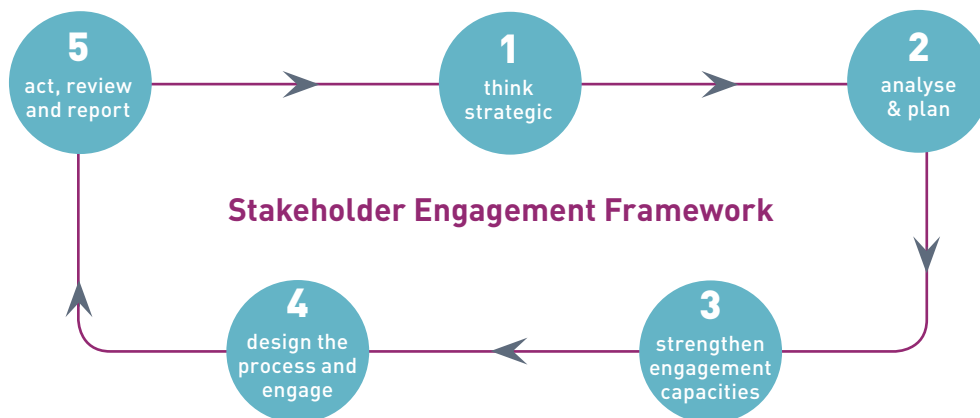 5
act, review
and report
1
think
strategic
2
analyse
& plan
Stakeholder Engagement Framework
4
design the
process and
engage
3
strengthen
engagement
capacities